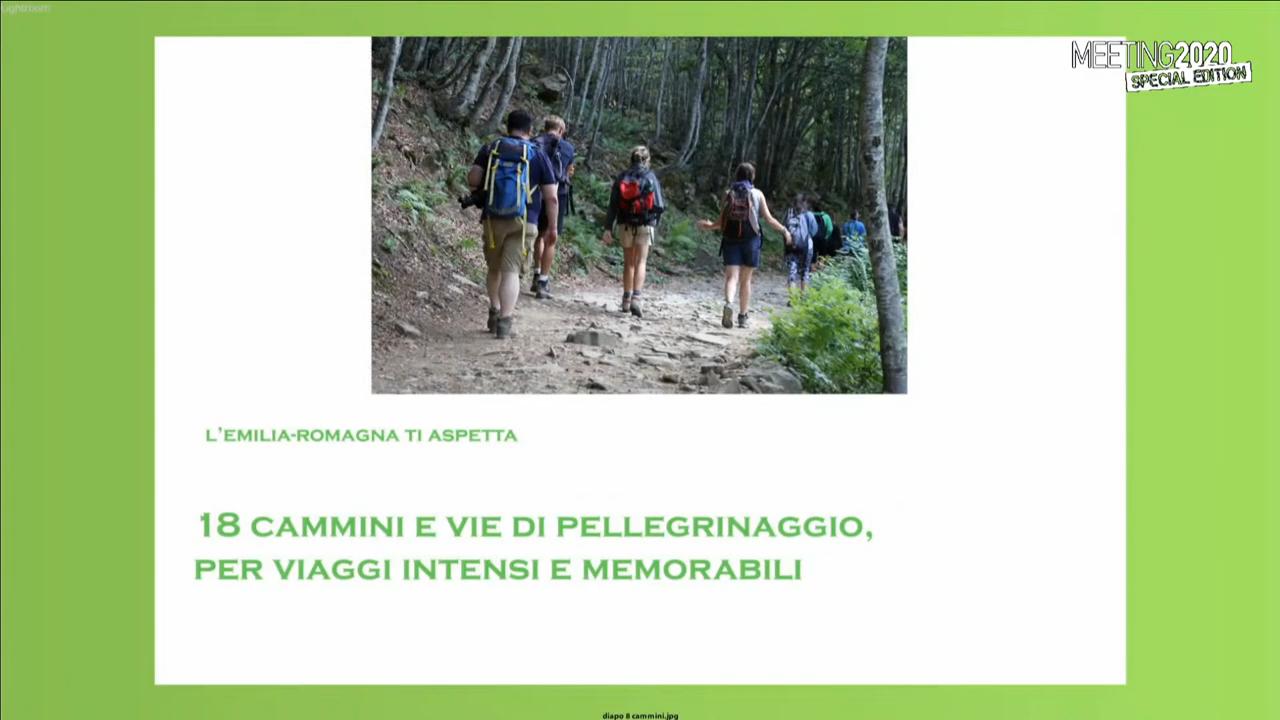 Lightroom
MEETING2020
SPECIAL EDITION
L'EMILIA-ROMAGNA TI ASPETTA
18 CAMMINI E VIE DI PELLEGRINAGGIO,
PER VIAGGI INTENSI E MEMORABILI
diapo 8 cammini.jpg